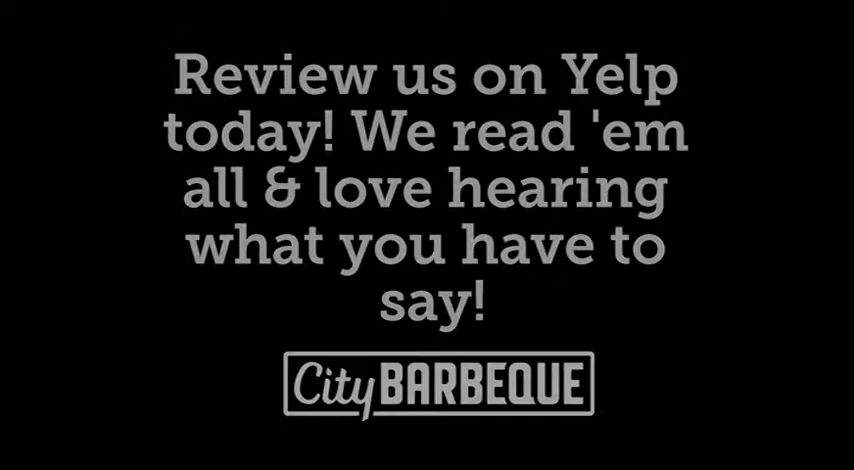 Review us on Yelp
today! We read 'em
all & love hearing
what you have to
say!
City BARBEQUE